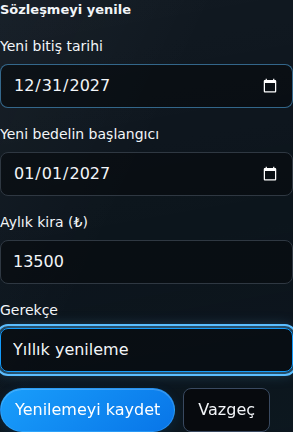 Sözleşmeyi yenile
Yeni bitiş tarihi
12/31/2027
Yeni bedelin başlangıcı
01/01/2027
Aylık kira (₺)
13500
Gerekçe
Yıllık yenileme
Yenilemeyi kaydet Vazgeç